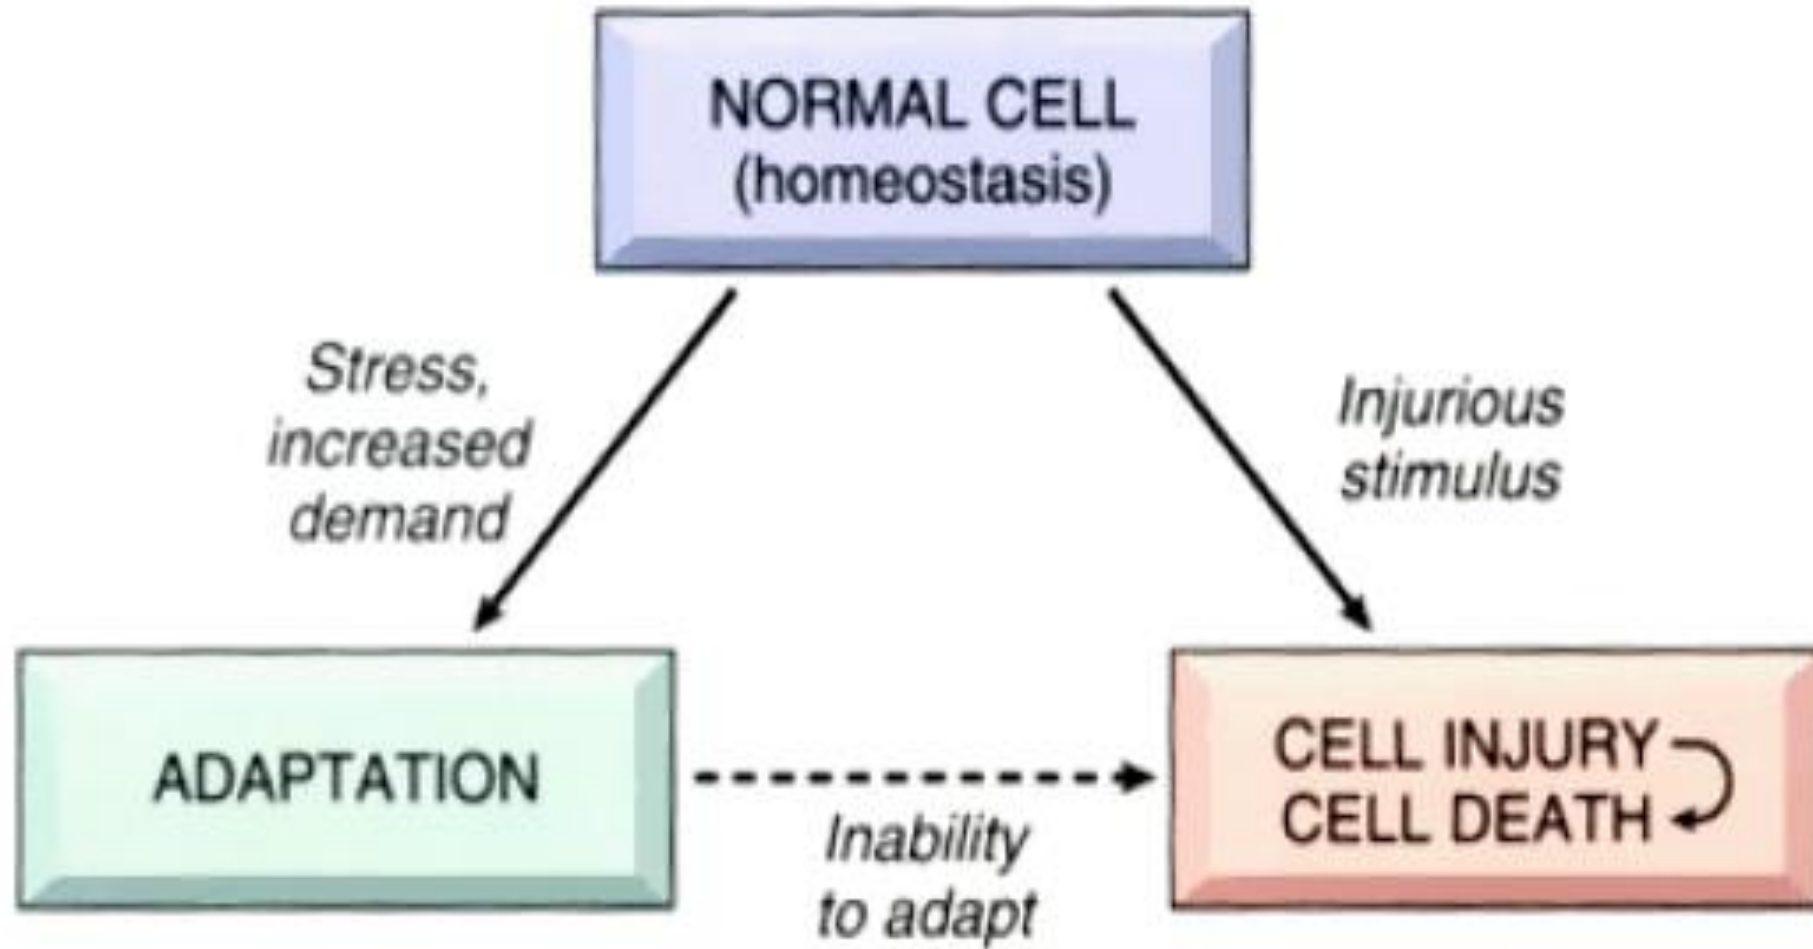 NORMAL CELL
(homeostasis)
Stress,
increased
demand
Injurious
stimulus
ADAPTATION
Inability
to adapt
CELL INJURY
CELL DEATH